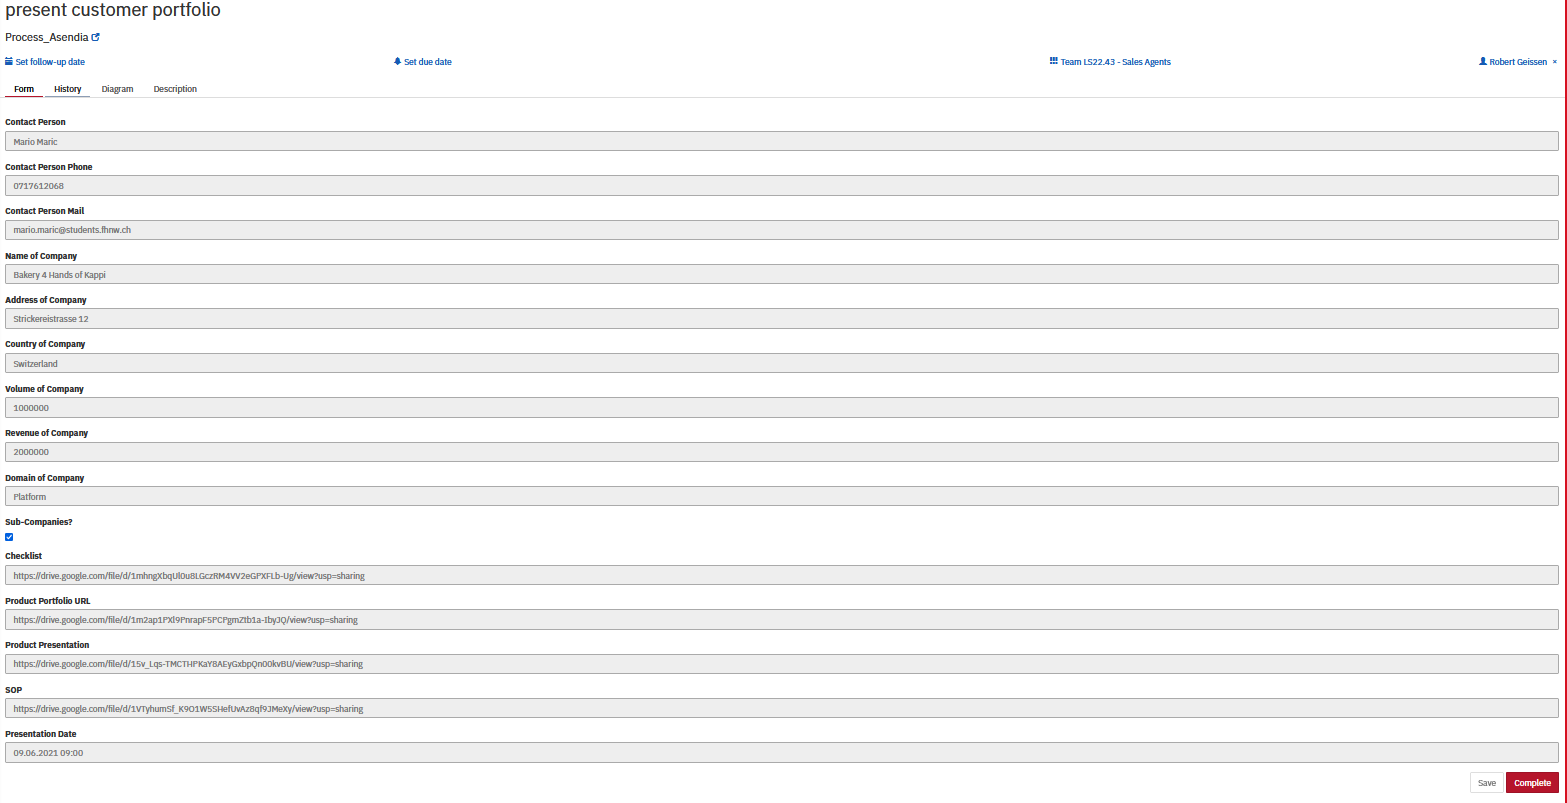 present customer portfolio
Process_Asendia
Set follow-up date Set due date Team LS22.43 - Sales Agents Robert Geissen ×
Form History Diagram Description
Contact Person
Mario Maric
Contact Person Phone
0717612068
Contact Person Mail
mario.maric@students.fhnw.ch
Name of Company
Bakery 4 Hands of Kappi
Address of Company
Strickereistrasse 12
Country of Company
Switzerland
Volume of Company
1000000
Revenue of Company
2000000
Domain of Company
Platform
Sub-Companies?
Checklist
https://drive.google.com/file/d/1mhngXbqUl0u8LGczRM4VV2eGPXFLb-Ug/view?usp=sharing
Product Portfolio URL
https://drive.google.com/file/d/1m2ap1PXl9PnrapF5PCPgmZtb1a-IbyJQ/view?usp=sharing
Product Presentation
https://drive.google.com/file/d/15v_Lqs-TMCTHPKaY8AEyGxbpQnO0kvBU/view?usp=sharing
SOP
https://drive.google.com/file/d/1VTyhumSf_K9O1W5SHefUvAz8qf9JMeXy/view?usp=sharing
Presentation Date
09.06.2021 09:00
Save Complete